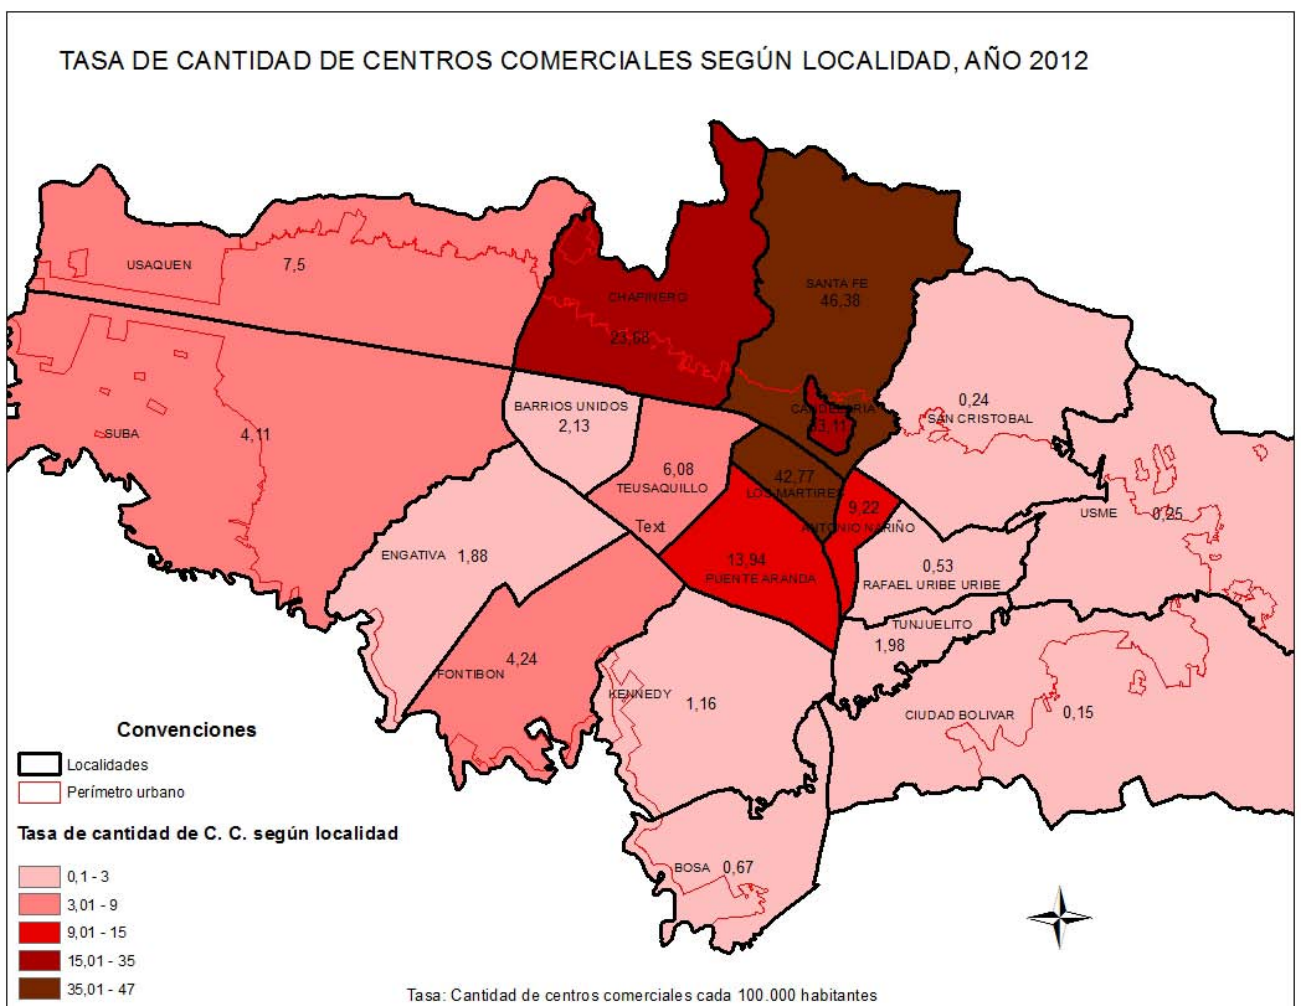 TASA DE CANTIDAD DE CENTROS COMERCIALES SEGÚN LOCALIDAD, AÑO 2012
USAQUEN
7,5
CHAPINERO
23,68
SANTA FE
46,38
SUBA
4,11
BARRIOS UNIDOS
2,13
CANDELARIA
33,11
0,24
SAN CRISTOBAL
6,08
TEUSAQUILLO
42,77
LOS MARTIRES
Text
9,22
ANTONIO NARIÑO
USME
0,25
ENGATIVA
1,88
13,94
PUENTE ARANDA
0,53
RAFAEL URIBE URIBE
TUNJUELITO
1,98
4,24
FONTIBON
KENNEDY
1,16
CIUDAD BOLIVAR
0,15
BOSA
0,67
Convenciones
Localidades
Perímetro urbano
Tasa de cantidad de C. C. según localidad
0,1 - 3
3,01 - 9
9,01 - 15
15,01 - 35
35,01 - 47
Tasa: Cantidad de centros comerciales cada 100.000 habitantes